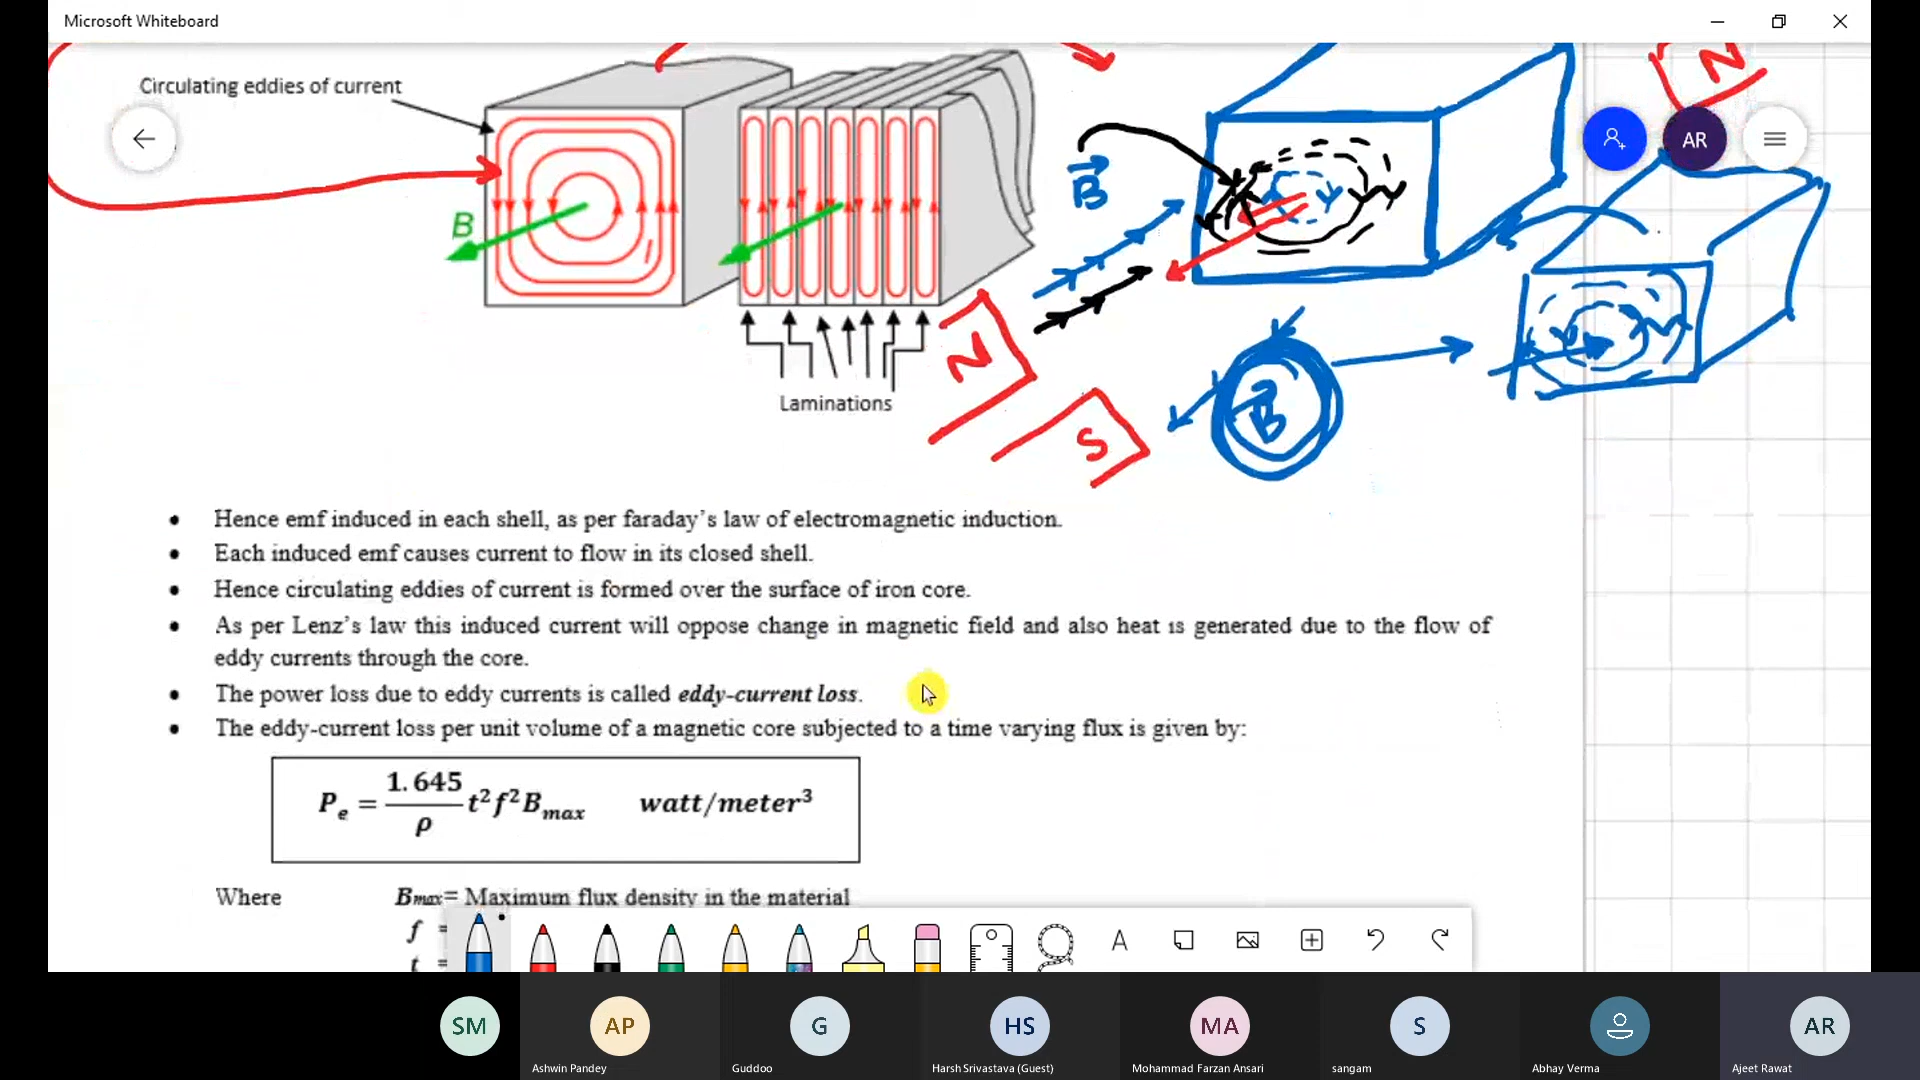 Microsoft Whiteboard
Circulating eddies of current
N
AR
B
B
N
S
B
Laminations
• Hence emf induced in each shell, as per faraday's law of electromagnetic induction.
• Each induced emf causes current to flow in its closed shell.
• Hence circulating eddies of current is formed over the surface of iron core.
• As per Lenz's law this induced current will oppose change in magnetic field and also heat is generated due to the flow of
eddy currents through the core.
• The power loss due to eddy currents is called eddy-current loss.
• The eddy-current loss per unit volume of a magnetic core subjected to a time varying flux is given by:
Pₑ = 1.645/ρ t²f²Bmax watt/meter³
Where Bmax= Maximum flux density in the material
f =
t =
A
SM AP G HS MA S AR
Ashwin Pandey Guddoo Harsh Srivastava (Guest) Mohammad Farzan Ansari sangam Abhay Verma Ajeet Rawat